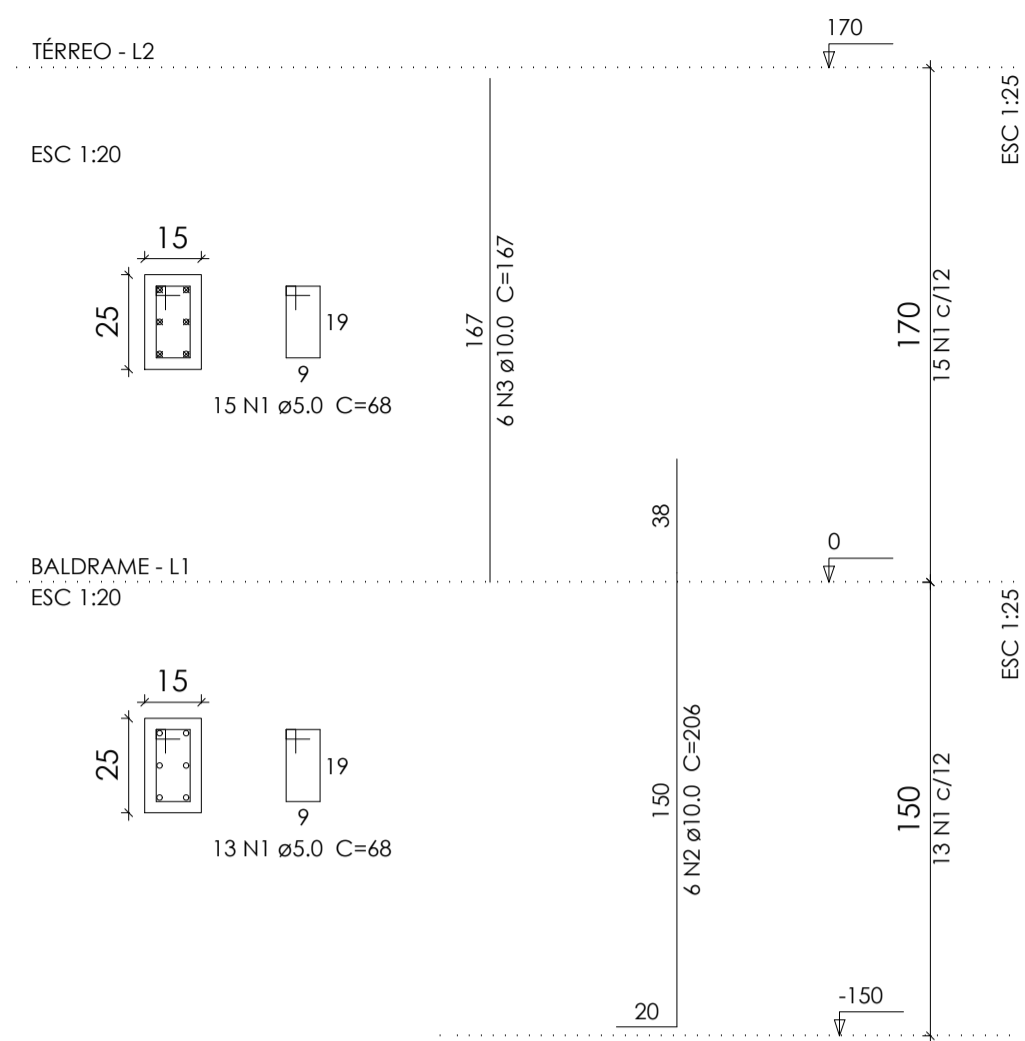 TÉRREO - L2
170
ESC 1:25
ESC 1:20
15
25
19
9
15 N1 ø5.0 C=68
167
6 N3 ø10.0 C=167
170
15 N1 c/12
38
0
BALDRAME - L1
ESC 1:20
ESC 1:25
15
25
19
9
13 N1 ø5.0 C=68
150
6 N2 ø10.0 C=206
150
13 N1 c/12
20
-150